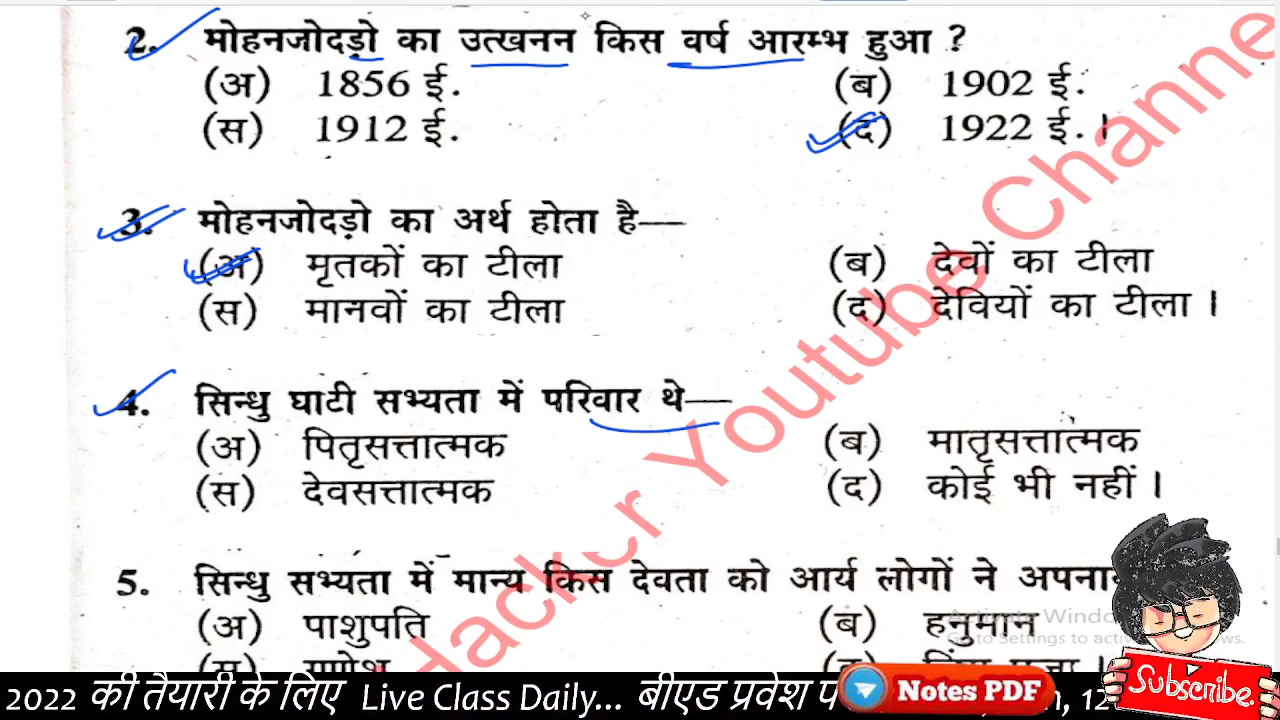 2. मोहनजोदड़ो का उत्खनन किस वर्ष आरम्भ हुआ ?
(अ) 1856 ई. (ब) 1902 ई.
(स) 1912 ई. (द) 1922 ई. ।
3. मोहनजोदड़ो का अर्थ होता है—
(अ) मृतकों का टीला (ब) देवों का टीला
(स) मानवों का टीला (द) देवियों का टीला ।
4. सिन्धु घाटी सभ्यता में परिवार थे—
(अ) पितृसत्तात्मक (ब) मातृसत्तात्मक
(स) देवसत्तात्मक (द) कोई भी नहीं ।
5. सिन्धु सभ्यता में मान्य किस देवता को आर्य लोगों ने
(अ) पाशुपति (ब) हनुमान
Hacker Youtube Channe
2022 की तैयारी के लिए Live Class Daily... बीएड प्रवेश
Notes PDF
Subscribe